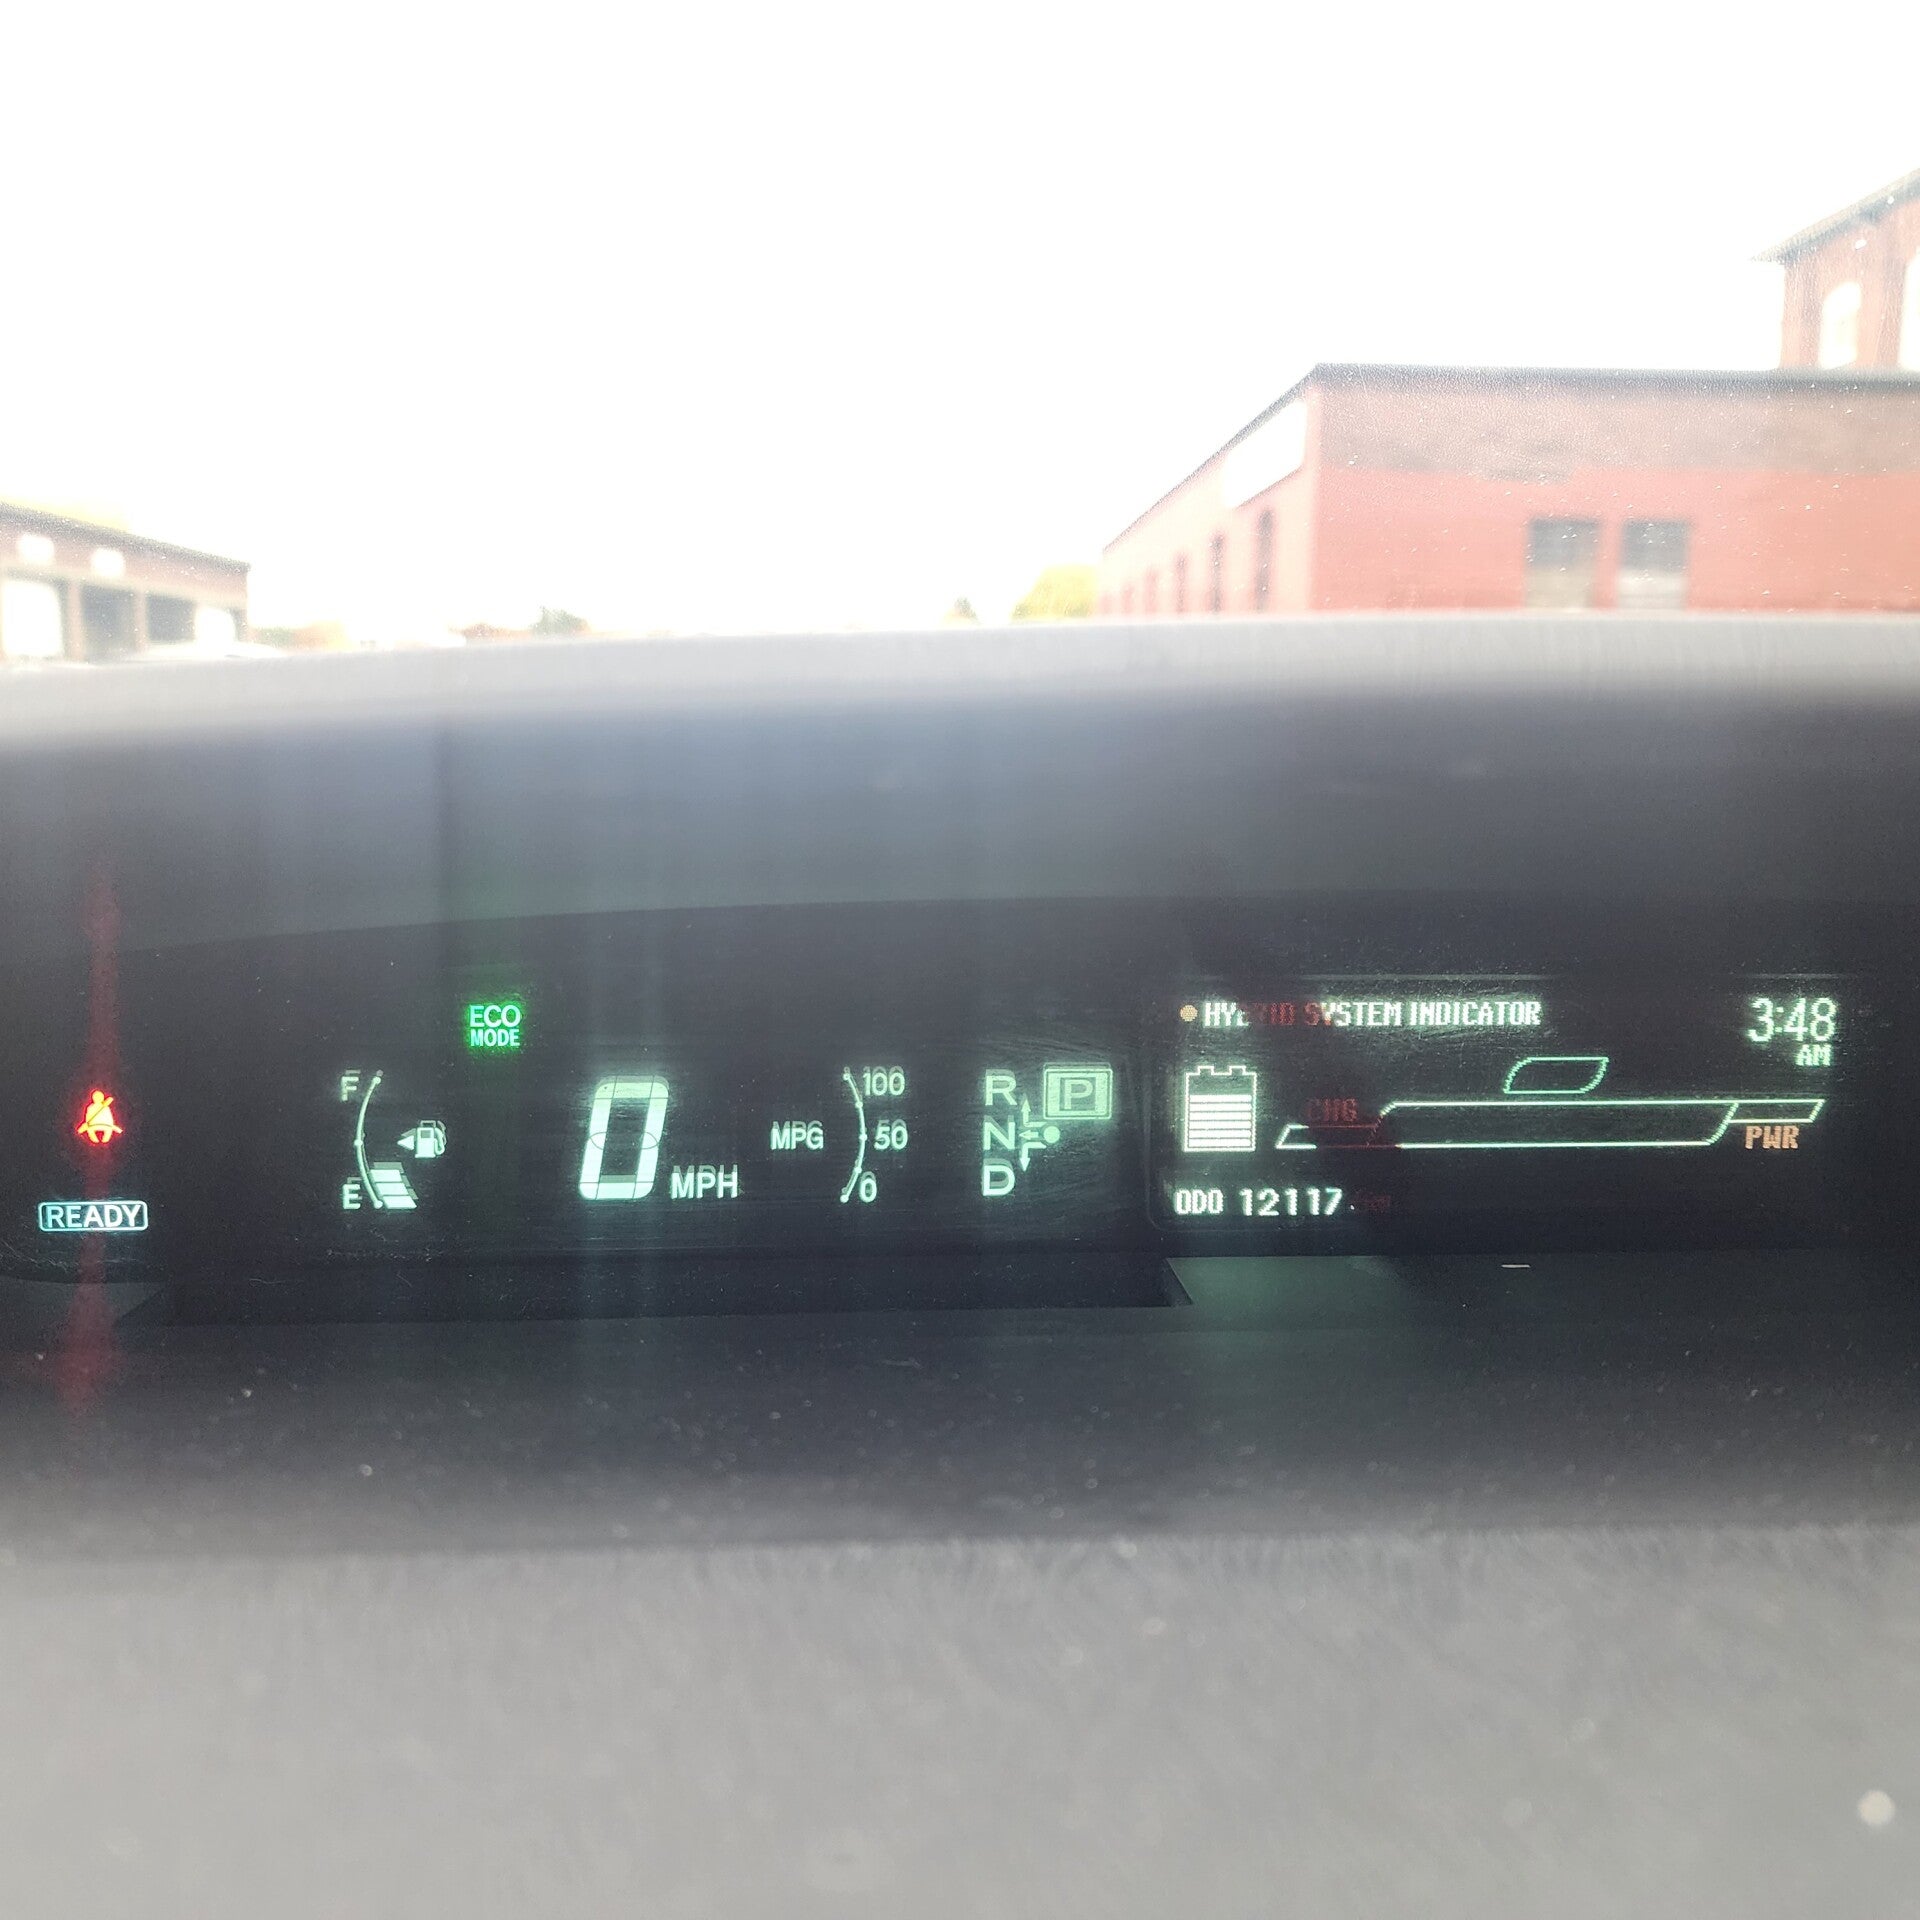 ECO
MODE
F
E
READY
0 MPH
MPG
100
50
0
R
N
D
P
HYBRID SYSTEM INDICATOR
3:48
AM
CHG
PWR
ODO 12117